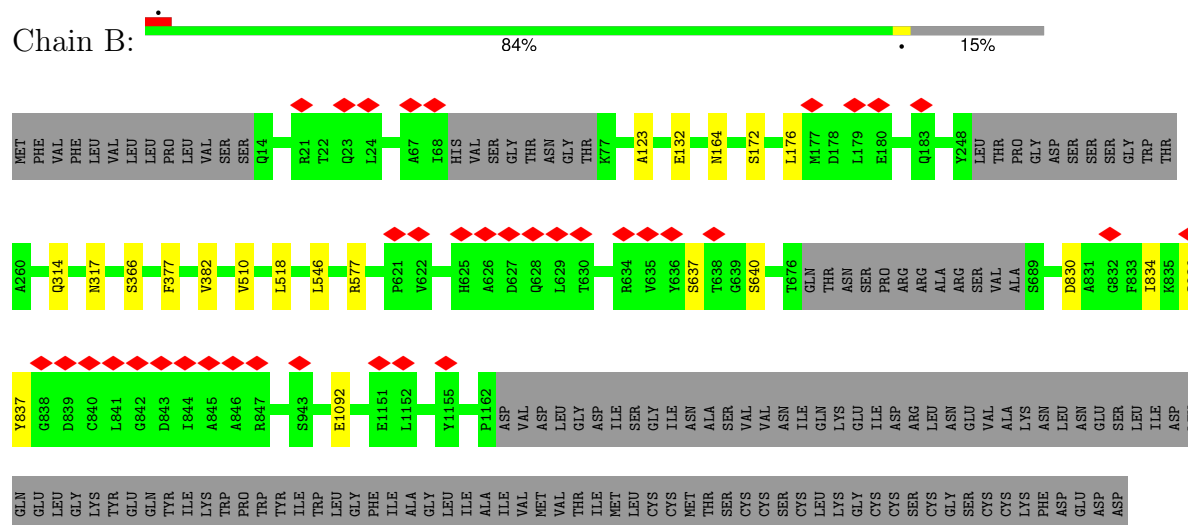 Chain B:
84%
15%
MET PHE VAL PHE LEU VAL LEU LEU PRO LEU VAL SER SER Q14 R21 T22 Q23 L24 A67 I68 HIS VAL SER GLY THR ASN GLY THR K77 A123 E132 N164 S172 L176 M177 D178 L179 E180 Q183 Y248 LEU THR PRO GLY ASP SER SER SER GLY TRP THR
A260 Q314 N317 S366 F377 V382 V510 L518 L546 R577 P621 V622 H625 A626 D627 Q628 L629 T630 R634 V635 Y636 S637 T638 G639 S640 T676 GLN THR ASN SER PRO ARG ARG ALA ARG SER VAL ALA S689 D830 A831 G832 F833 I834 K835
Y837 G838 D839 C840 L841 G842 D843 I844 A845 A846 R847 S943 E1092 E1151 L1152 Y1155 P1162 ASP VAL ASP LEU GLY ASP ILE SER GLY ILE ASN ALA SER VAL VAL ASN ILE GLN LYS GLU ILE ASP ARG LEU ASN GLU VAL ALA LYS ASN LEU ASN GLU SER LEU ILE ASP
GLN GLU LEU GLY LYS TYR GLU GLN TYR ILE LYS TRP PRO TRP TYR ILE TRP LEU GLY PHE ILE ALA GLY LEU ILE ALA ILE VAL MET VAL THR ILE MET LEU CYS CYS MET THR SER CYS CYS SER CYS LEU LYS GLY CYS CYS SER CYS GLY SER CYS CYS LYS PHE ASP GLU ASP ASP